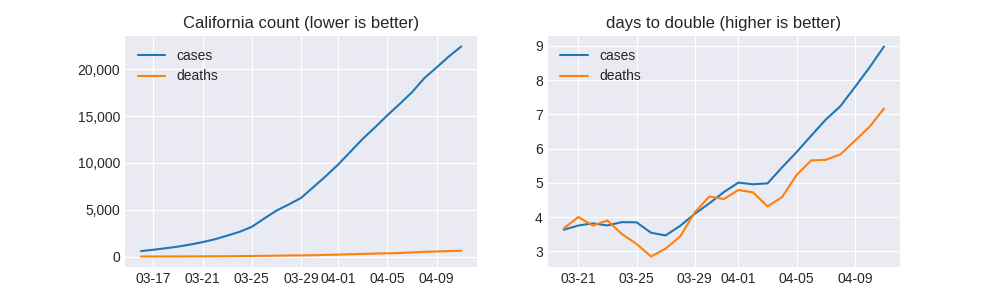 California count (lower is better)
cases
deaths
20,000
15,000
10,000
5,000
0
03-17 03-21 03-25 03-29 04-01 04-05 04-09
days to double (higher is better)
cases
deaths
9
8
7
6
5
4
3
03-21 03-25 03-29 04-01 04-05 04-09